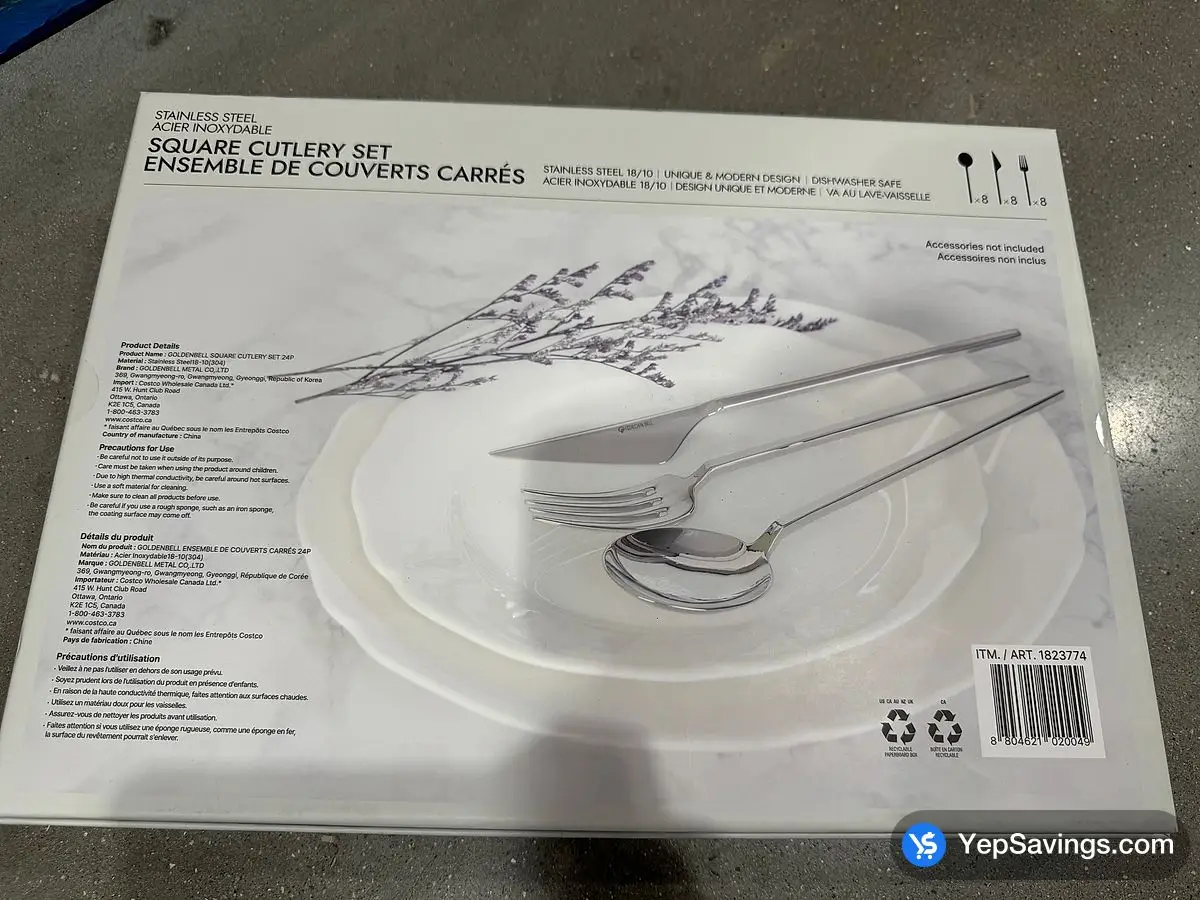 STAINLESS STEEL
ACIER INOXYDABLE
SQUARE CUTLERY SET
ENSEMBLE DE COUVERTS CARRÉS
STAINLESS STEEL 18/10 | UNIQUE & MODERN DESIGN | DISHWASHER SAFE
ACIER INOXYDABLE 18/10 | DESIGN UNIQUE ET MODERNE | VA AU LAVE-VAISSELLE
×8 ×8 ×8
Accessories not included
Accessoires non inclus
Product Details
Product Name : GOLDENBELL SQUARE CUTLERY SET 24P
Material : Stainless Steel18-10(304)
Brand : GOLDENBELL METAL CO,.LTD
369, Gwangmyeong-ro, Gwangmyeong, Gyeonggi, Republic of Korea
Import : Costco Wholesale Canada Ltd.*
415 W. Hunt Club Road
Ottawa, Ontario
K2E 1C5, Canada
1-800-463-3783
www.costco.ca
* faisant affaire au Québec sous le nom les Entrepôts Costco
Country of manufacture : China
Precautions for Use
· Be careful not to use it outside of its purpose.
· Care must be taken when using the product around children.
· Due to high thermal conductivity, be careful around hot surfaces.
· Use a soft material for cleaning.
· Make sure to clean all products before use.
· Be careful if you use a rough sponge, such as an iron sponge,
the coating surface may come off.
GOLDEN BELL
Détails du produit
Nom du produit : GOLDENBELL ENSEMBLE DE COUVERTS CARRÉS 24P
Matériau : Acier Inoxydable18-10(304)
Marque : GOLDENBELL METAL CO,.LTD
369, Gwangmyeong-ro, Gwangmyeong, Gyeonggi, République de Corée
Importateur : Costco Wholesale Canada Ltd.*
415 W. Hunt Club Road
Ottawa, Ontario
K2E 1C5, Canada
1-800-463-3783
www.costco.ca
* faisant affaire au Québec sous le nom les Entrepôts Costco
Pays de fabrication : Chine
Précautions d'utilisation
· Veillez à ne pas l'utiliser en dehors de son usage prévu.
· Soyez prudent lors de l'utilisation du produit en présence d'enfants.
· En raison de la haute conductivité thermique, faites attention aux surfaces chaudes.
· Utilisez un matériau doux pour les vaisselles.
· Assurez-vous de nettoyer les produits avant utilisation.
· Faites attention si vous utilisez une éponge rugueuse, comme une éponge en fer,
la surface du revêtement pourrait s'enlever.
ITM. / ART. 1823774
8 804621 020049
US CA AU NZ UK
RECYCLABLE
PAPERBOARD BOX
CA
BOÎTE EN CARTON
RECYCLABLE
YepSavings.com